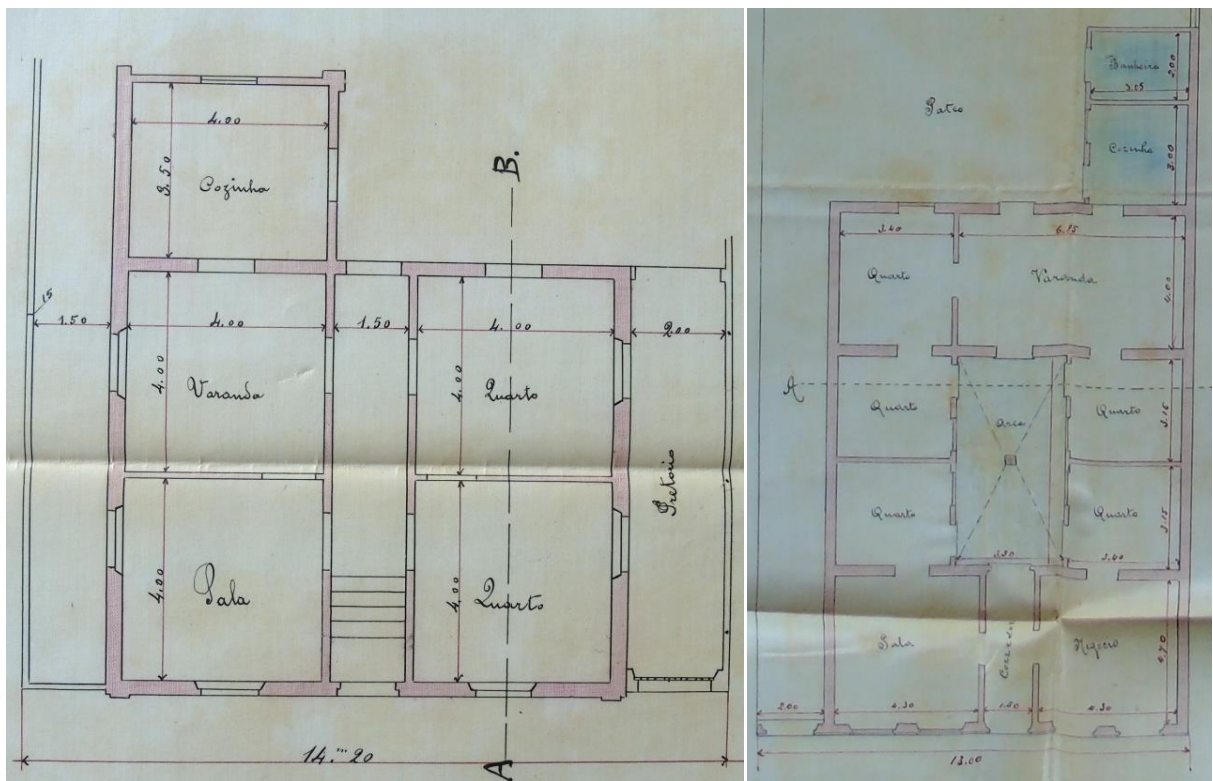 4.00
3.50
Cozinha
B.
15
1.50
4.00
1.50
4.00
2.00
4.00
Varanda
4.00
Quarto
4.00
Sala
4.00
Quarto
14.m20
A
Banheiro
2.00
3.05
Pateo
Cozinha
3.00
3.40
6.15
Quarto
Varanda
4.00
A
Quarto
Area
Quarto
3.15
Quarto
Quarto
3.15
3.40
Sala
Corredor
Negocio
4.70
2.00
4.30
1.50
4.30
13.00